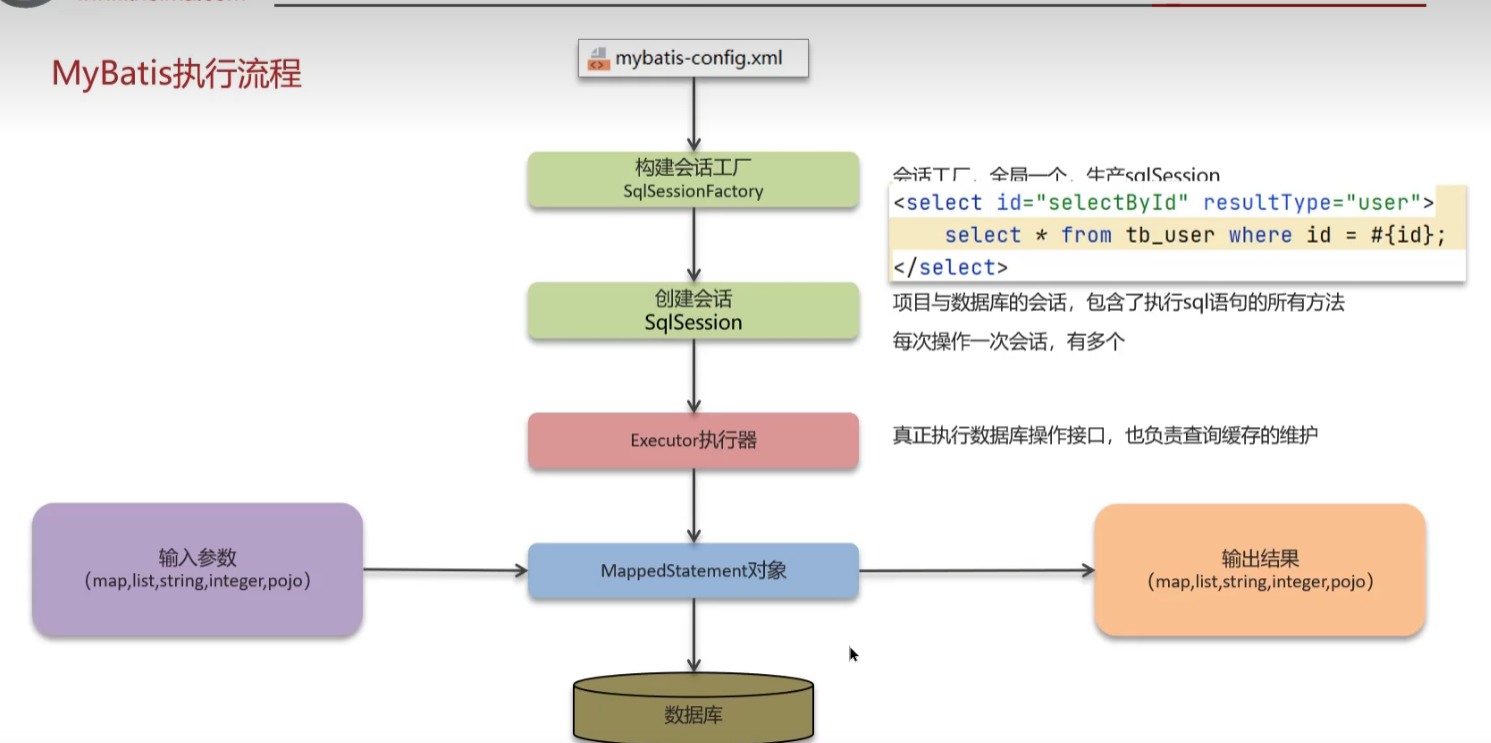 MyBatis执行流程
mybatis-config.xml
构建会话工厂
SqlSessionFactory
会话工厂，全局一个，生产sqlSession
<select id="selectById" resultType="user">
select * from tb_user where id = #{id};
</select>
创建会话
SqlSession
项目与数据库的会话，包含了执行sql语句的所有方法
每次操作一次会话，有多个
Executor执行器
真正执行数据库操作接口，也负责查询缓存的维护
输入参数
（map,list,string,integer,pojo）
MappedStatement对象
输出结果
（map,list,string,integer,pojo）
数据库